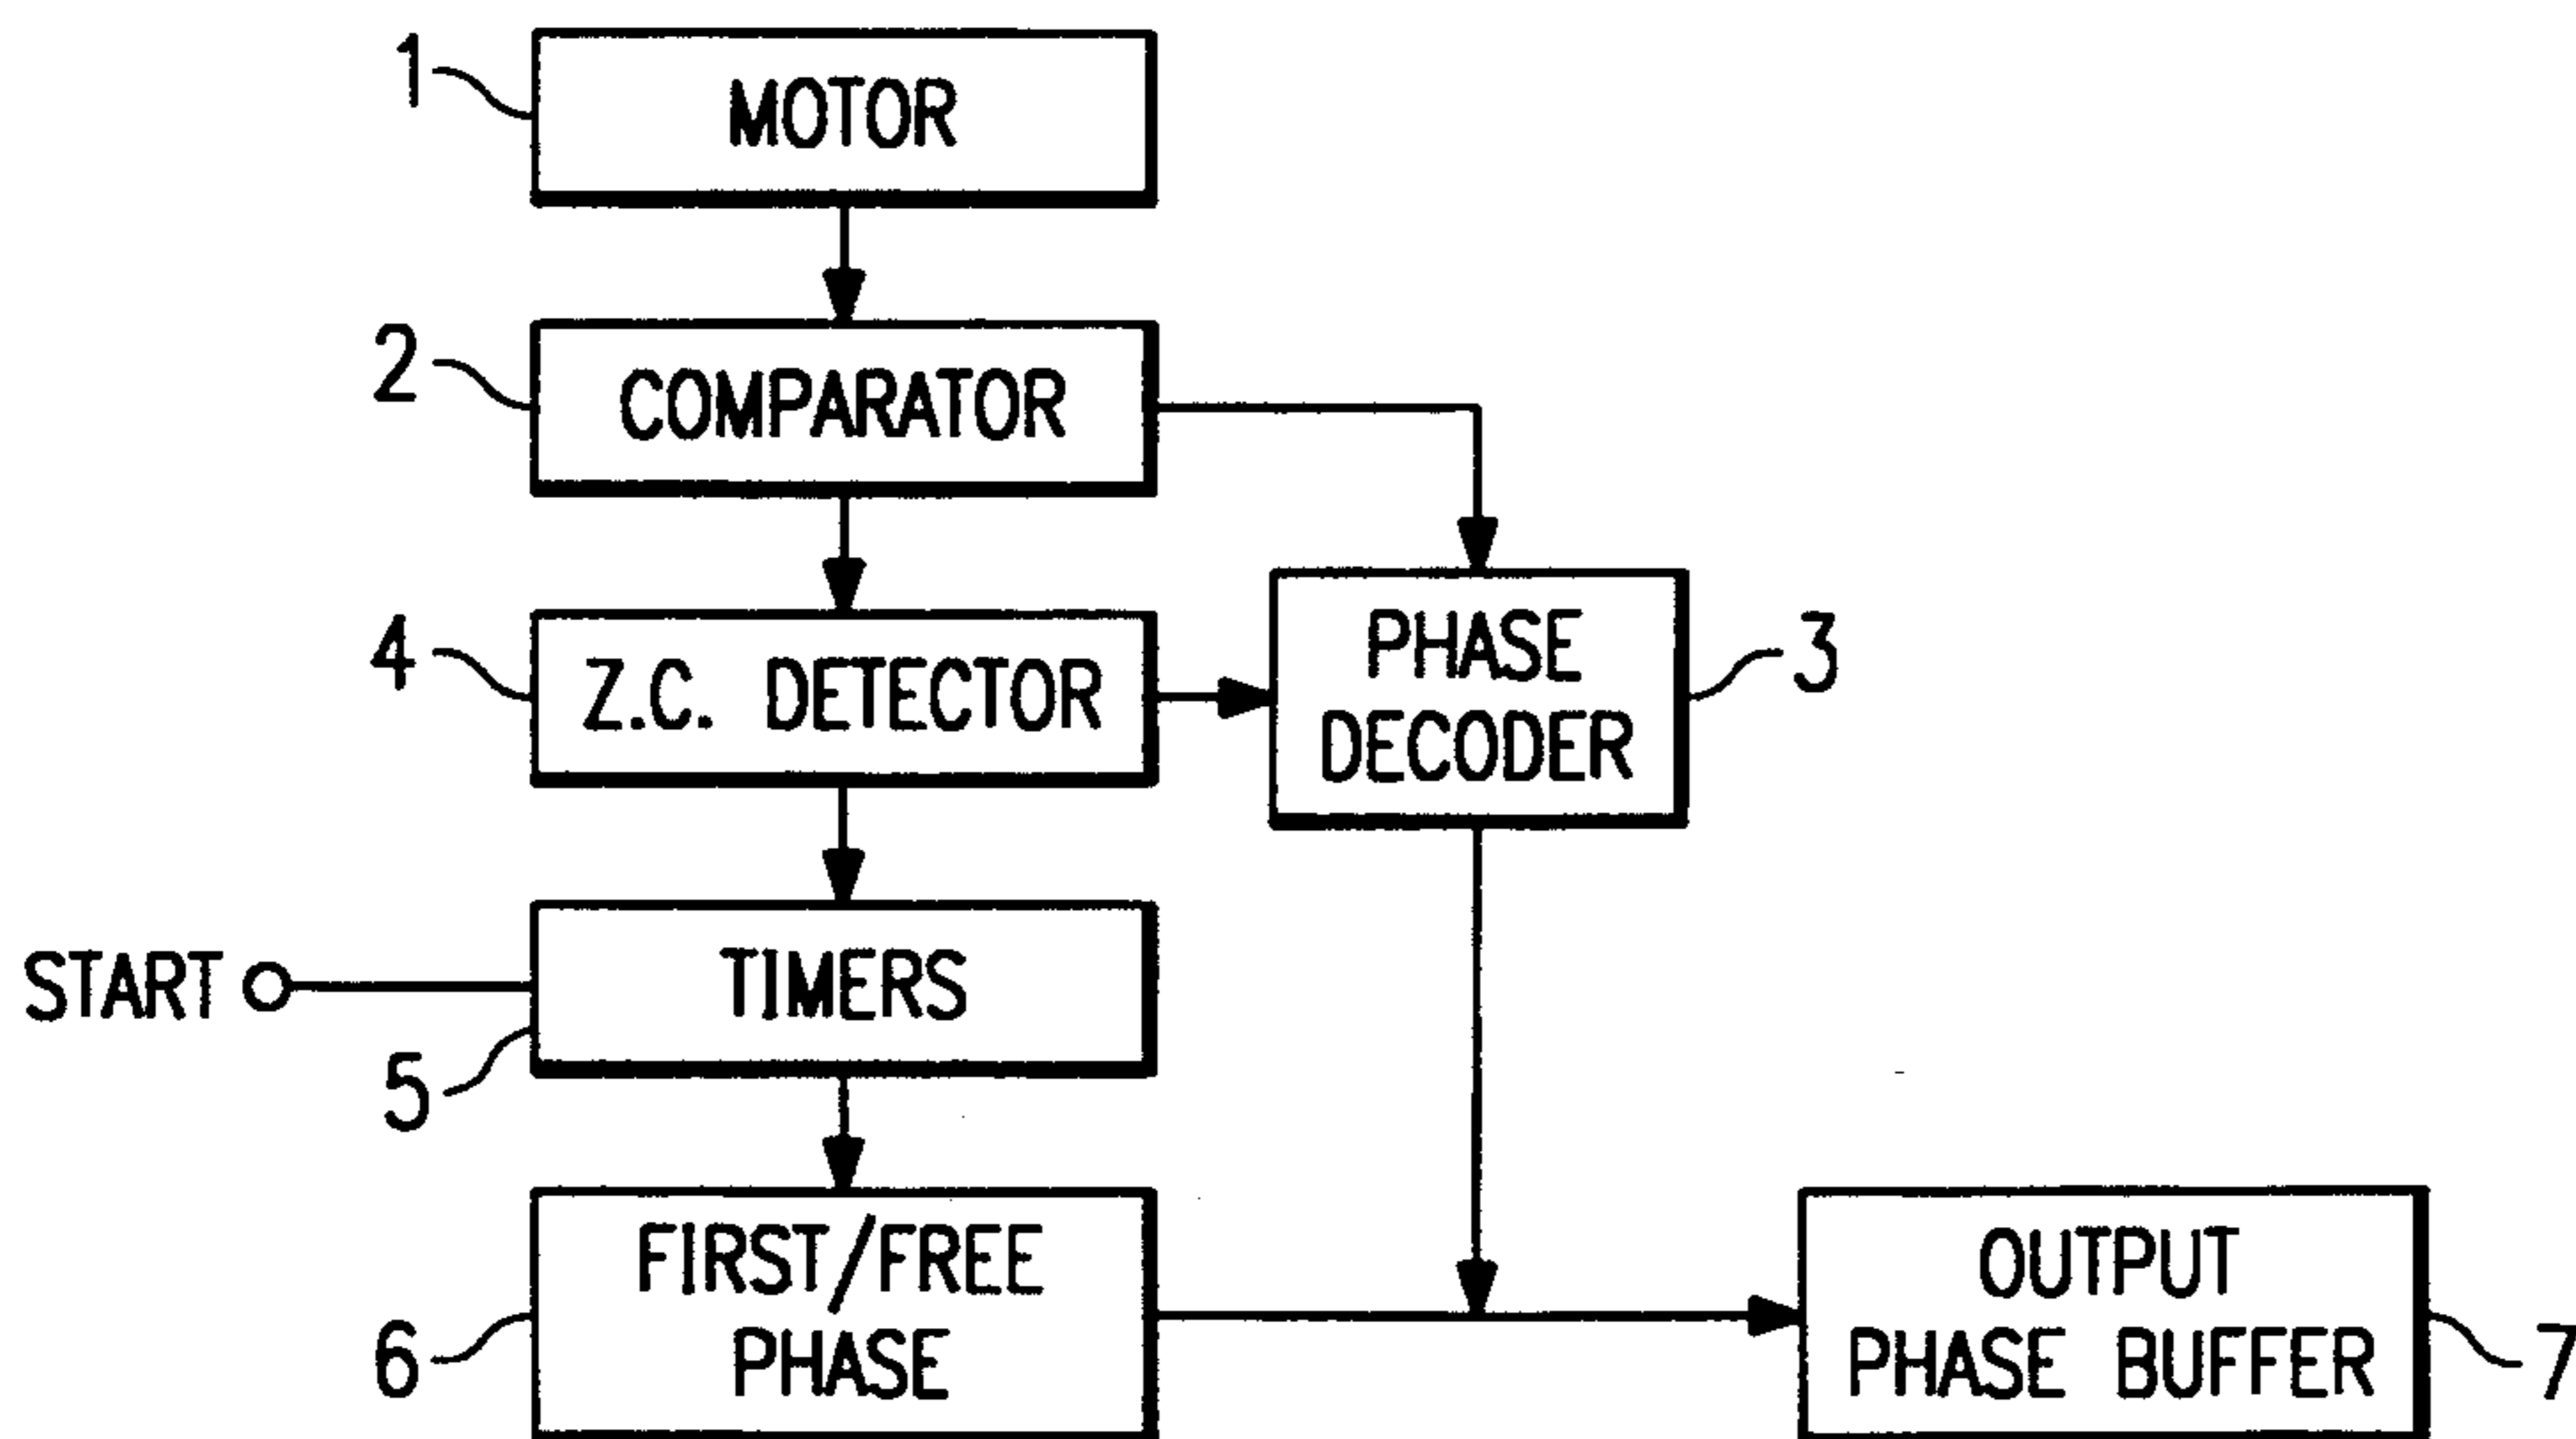 1
MOTOR
2
COMPARATOR
4
Z.C. DETECTOR
PHASE
DECODER
3
START
TIMERS
5
FIRST/FREE
PHASE
6
OUTPUT
PHASE BUFFER
7